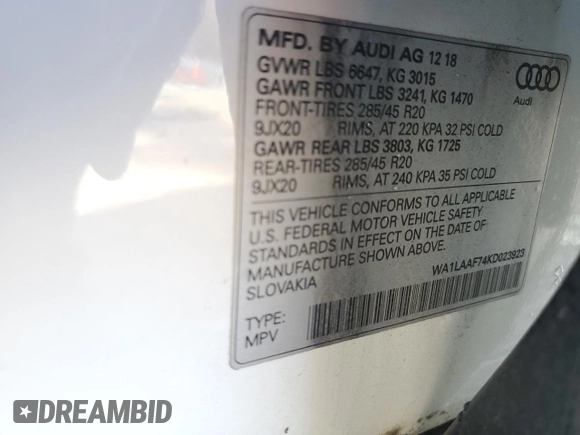 MFD. BY AUDI AG 12 18
GVWR LBS 6647, KG 3015
GAWR FRONT LBS 3241, KG 1470
FRONT-TIRES 285/45 R20
9JX20 RIMS, AT 220 KPA 32 PSI COLD
GAWR REAR LBS 3803, KG 1725
REAR-TIRES 285/45 R20
9JX20 RIMS, AT 240 KPA 35 PSI COLD
Audi
THIS VEHICLE CONFORMS TO ALL APPLICABLE
U.S. FEDERAL MOTOR VEHICLE SAFETY
STANDARDS IN EFFECT ON THE DATE OF
MANUFACTURE SHOWN ABOVE.
SLOVAKIA
WA1LAAF74KD023923
TYPE:
MPV
DREAMBID